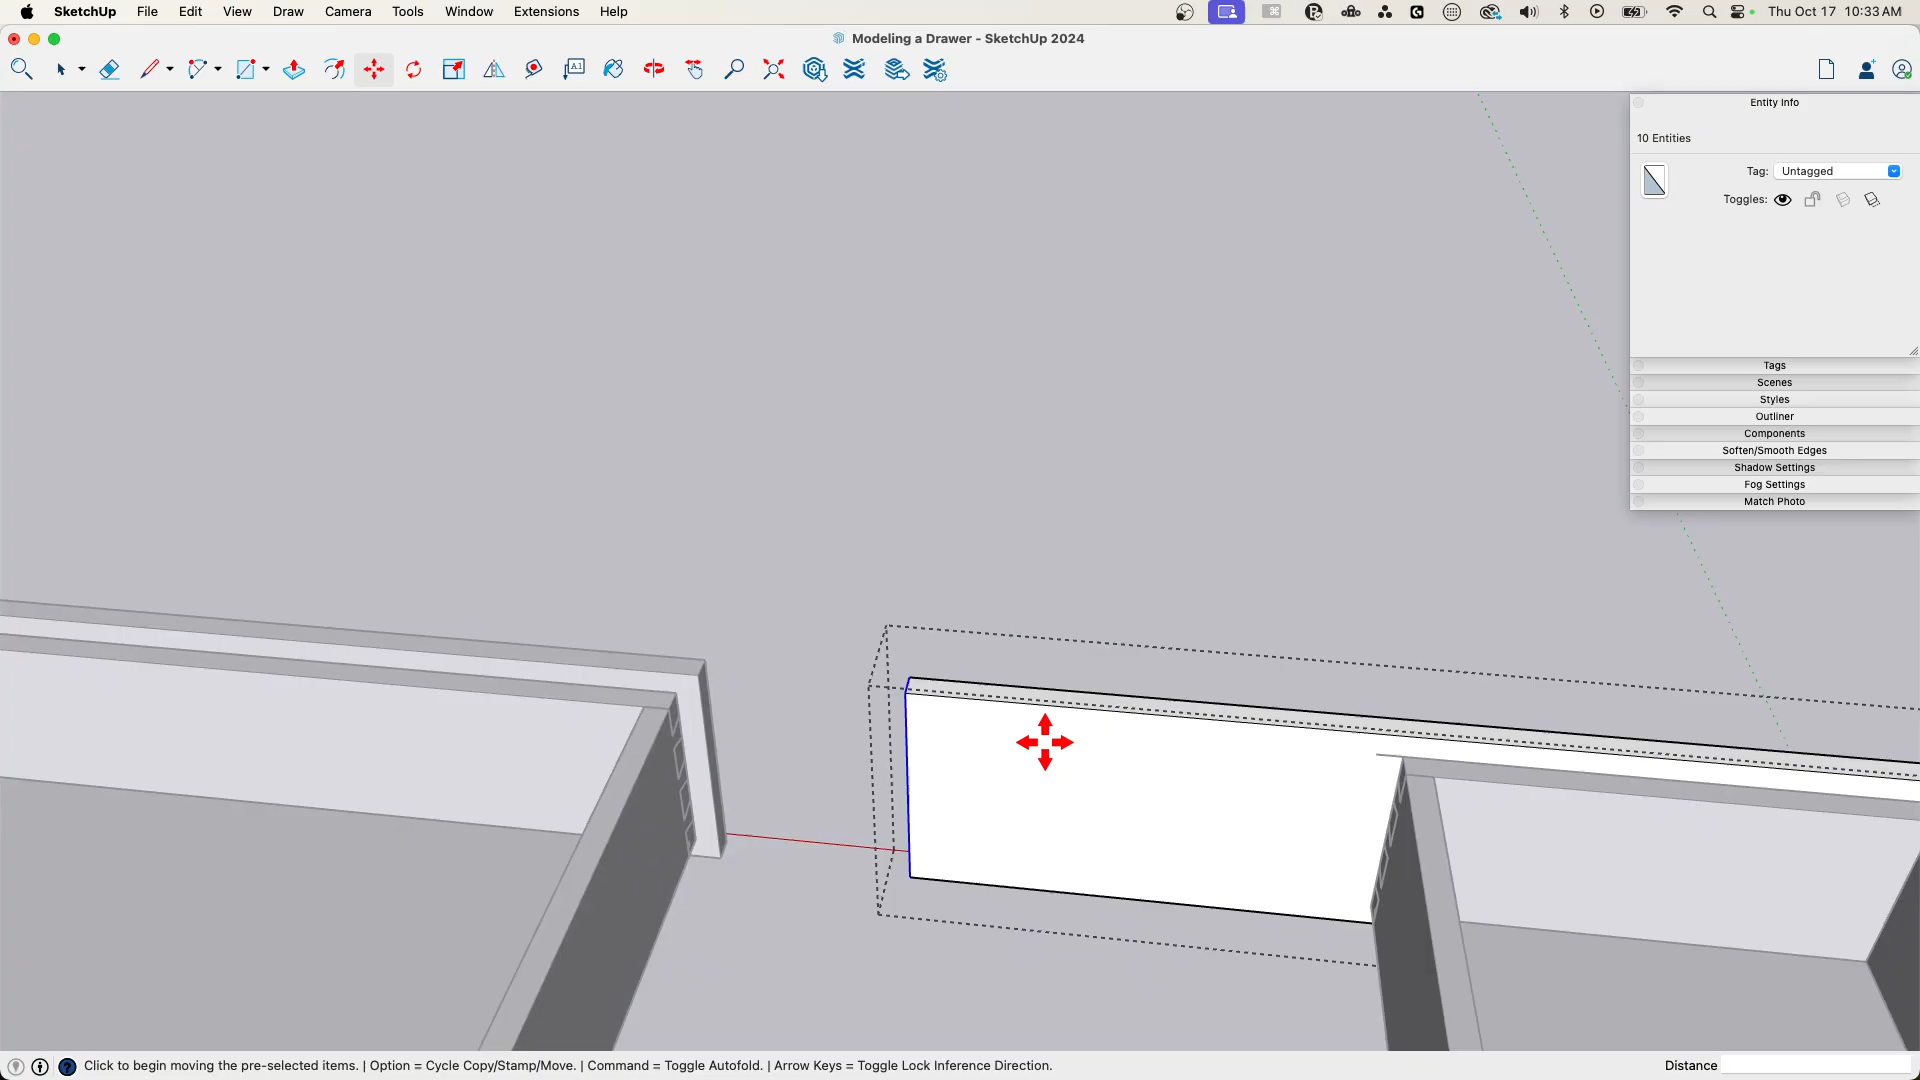 SketchUp File Edit View Draw Camera Tools Window Extensions Help
Thu Oct 17 10:33 AM
Modeling a Drawer - SketchUp 2024
A1
Entity Info
10 Entities
Tag: Untagged
Toggles:
Tags
Scenes
Styles
Outliner
Components
Soften/Smooth Edges
Shadow Settings
Fog Settings
Match Photo
Click to begin moving the pre-selected items. | Option = Cycle Copy/Stamp/Move. | Command = Toggle Autofold. | Arrow Keys = Toggle Lock Inference Direction.
Distance